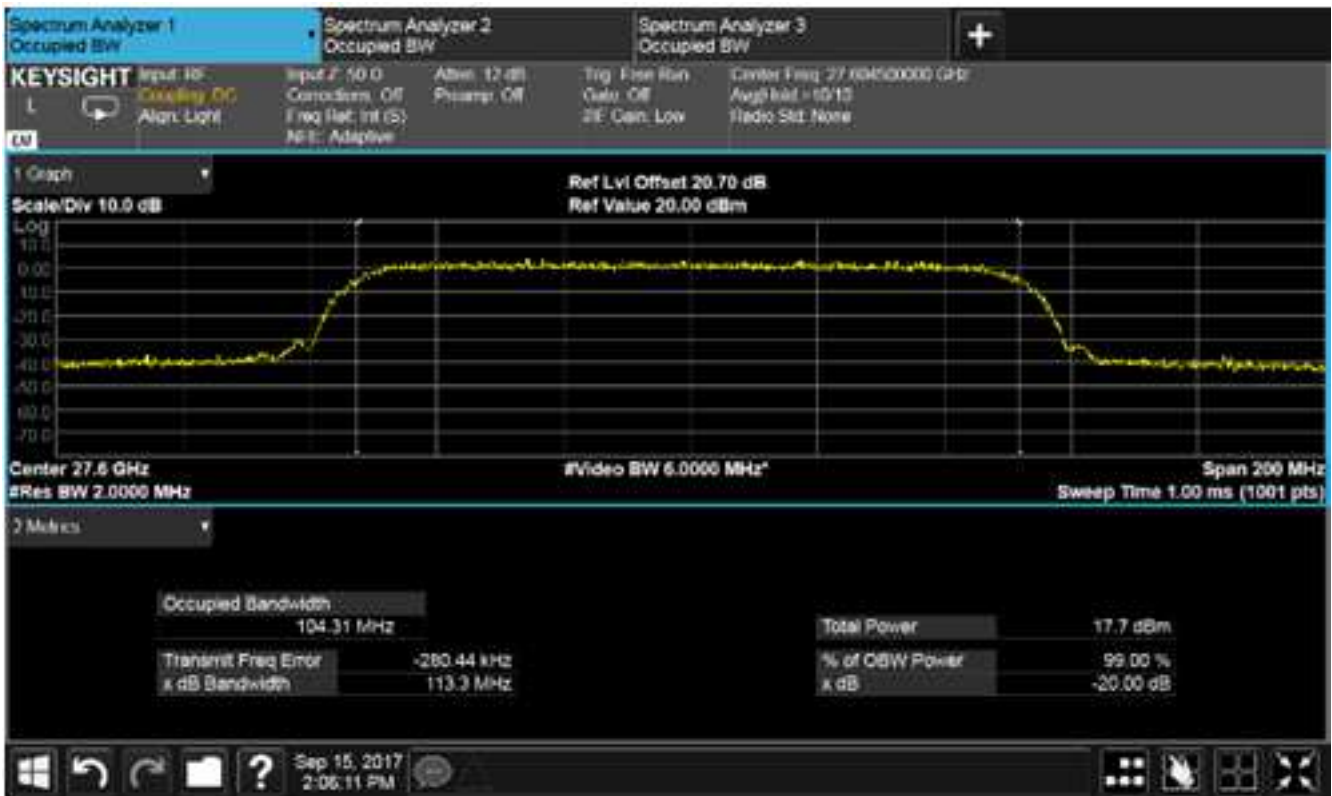 Spectrum Analyzer 1
Occupied BW
Spectrum Analyzer 2
Occupied BW
Spectrum Analyzer 3
Occupied BW
+
KEYSIGHT
L
Input: RF
Coupling: DC
Align: Light
Input Z: 50 Ω
Corrections: Off
Freq Ref: Int (S)
NFE: Adaptive
Atten: 12 dB
Preamp: Off
Trig: Free Run
Gate: Off
#IF Gain: Low
Center Freq: 27.604500000 GHz
Avg|Hold: >10/10
Radio Std: None
1 Graph
Scale/Div 10.0 dB
Ref Lvl Offset 20.70 dB
Ref Value 20.00 dBm
Log
10.0
0.00
-10.0
-20.0
-30.0
-40.0
-50.0
-60.0
-70.0
Center 27.6 GHz
#Video BW 6.0000 MHz*
Span 200 MHz
#Res BW 2.0000 MHz
Sweep Time 1.00 ms (1001 pts)
2 Metrics
Occupied Bandwidth
104.31 MHz
Total Power 17.7 dBm
Transmit Freq Error -280.44 kHz
% of OBW Power 99.00 %
x dB Bandwidth 113.3 MHz
x dB -20.00 dB
?
Sep 15, 2017
2:06:11 PM